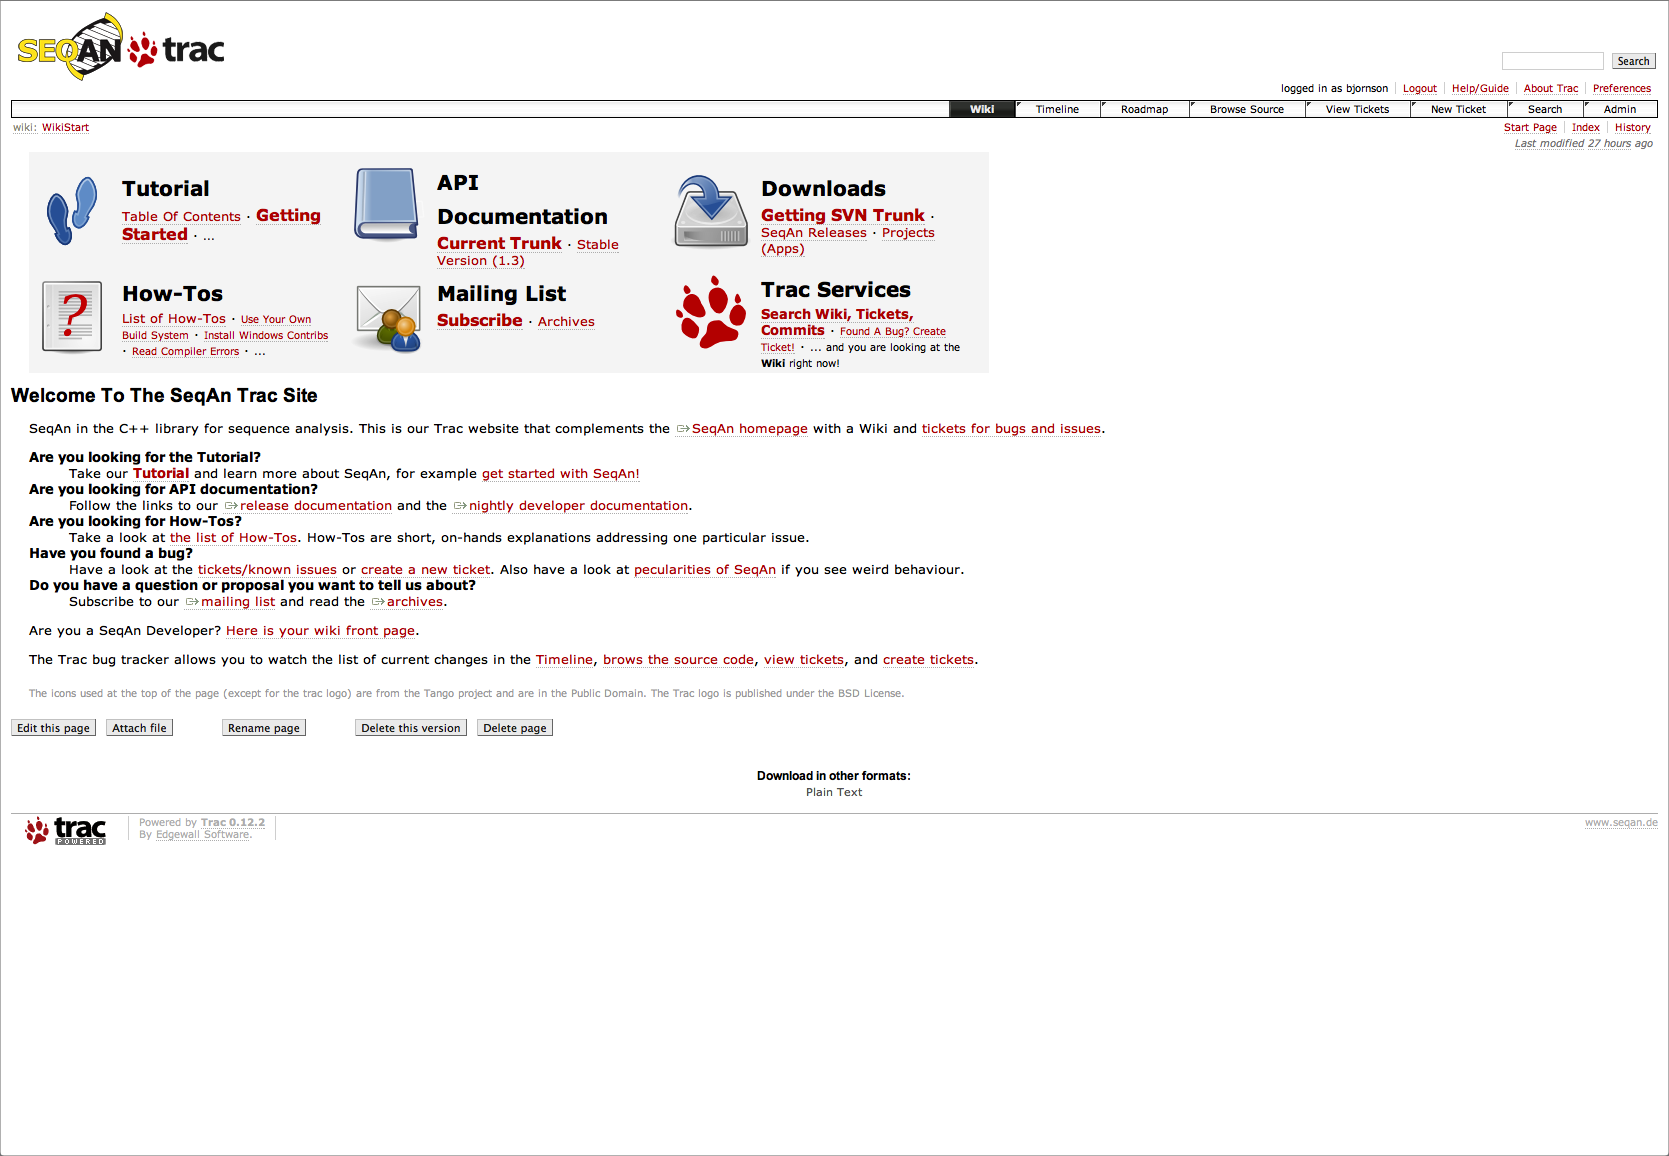 SEQAN trac
Search
logged in as bjornson Logout Help/Guide About Trac Preferences
Wiki Timeline Roadmap Browse Source View Tickets New Ticket Search Admin
wiki: WikiStart
Start Page Index History
Last modified 27 hours ago
Tutorial
Table Of Contents · Getting
Started · ...
API
Documentation
Current Trunk · Stable
Version (1.3)
Downloads
Getting SVN Trunk ·
SeqAn Releases · Projects
(Apps)
How-Tos
List of How-Tos · Use Your Own
Build System · Install Windows Contribs
· Read Compiler Errors · ...
Mailing List
Subscribe · Archives
Trac Services
Search Wiki, Tickets,
Commits · Found A Bug? Create
Ticket! · ... and you are looking at the
Wiki right now!
Welcome To The SeqAn Trac Site
SeqAn in the C++ library for sequence analysis. This is our Trac website that complements the SeqAn homepage with a Wiki and tickets for bugs and issues.
Are you looking for the Tutorial?
Take our Tutorial and learn more about SeqAn, for example get started with SeqAn!
Are you looking for API documentation?
Follow the links to our release documentation and the nightly developer documentation.
Are you looking for How-Tos?
Take a look at the list of How-Tos. How-Tos are short, on-hands explanations addressing one particular issue.
Have you found a bug?
Have a look at the tickets/known issues or create a new ticket. Also have a look at pecularities of SeqAn if you see weird behaviour.
Do you have a question or proposal you want to tell us about?
Subscribe to our mailing list and read the archives.
Are you a SeqAn Developer? Here is your wiki front page.
The Trac bug tracker allows you to watch the list of current changes in the Timeline, brows the source code, view tickets, and create tickets.
The icons used at the top of the page (except for the trac logo) are from the Tango project and are in the Public Domain. The Trac logo is published under the BSD License.
Edit this page Attach file Rename page Delete this version Delete page
Download in other formats:
Plain Text
trac POWERED
Powered by Trac 0.12.2
By Edgewall Software.
www.seqan.de